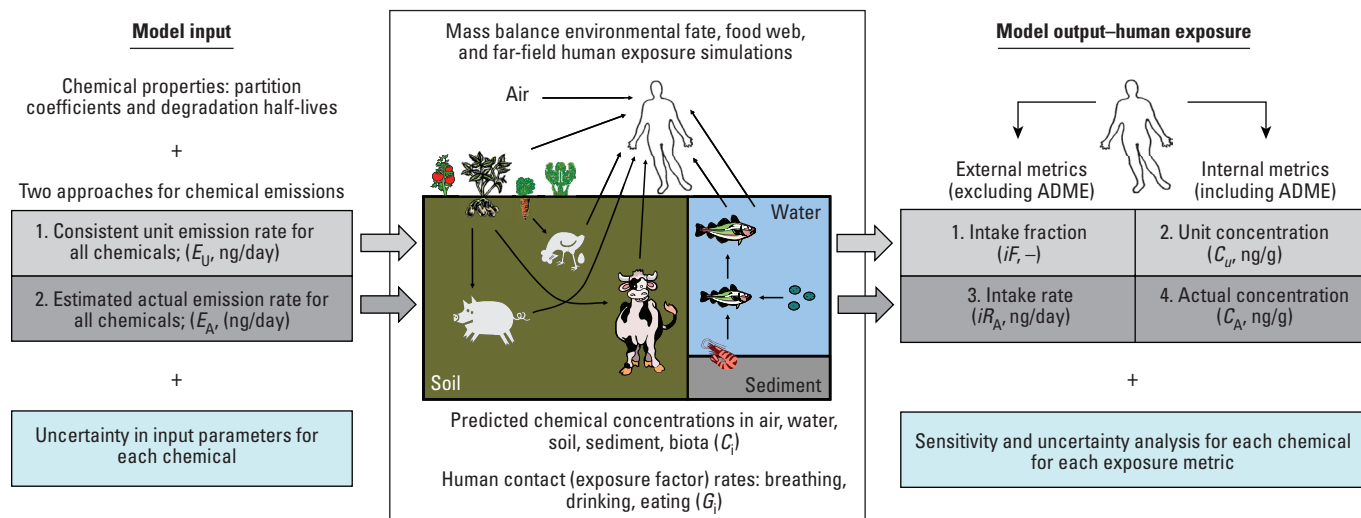 Model input
Chemical properties: partition
coefficients and degradation half-lives
+
Two approaches for chemical emissions
1. Consistent unit emission rate for
all chemicals; (EU, ng/day)
2. Estimated actual emission rate for
all chemicals; (EA, (ng/day)
+
Uncertainty in input parameters for
each chemical
Mass balance environmental fate, food web,
and far-field human exposure simulations
Air
Water
Soil
Sediment
Predicted chemical concentrations in air, water,
soil, sediment, biota (Ci)
Human contact (exposure factor) rates: breathing,
drinking, eating (Gi)
Model output–human exposure
External metrics
(excluding ADME)
Internal metrics
(including ADME)
1. Intake fraction
(iF, –)
2. Unit concentration
(Cu, ng/g)
3. Intake rate
(iRA, ng/day)
4. Actual concentration
(CA, ng/g)
+
Sensitivity and uncertainty analysis for each chemical
for each exposure metric